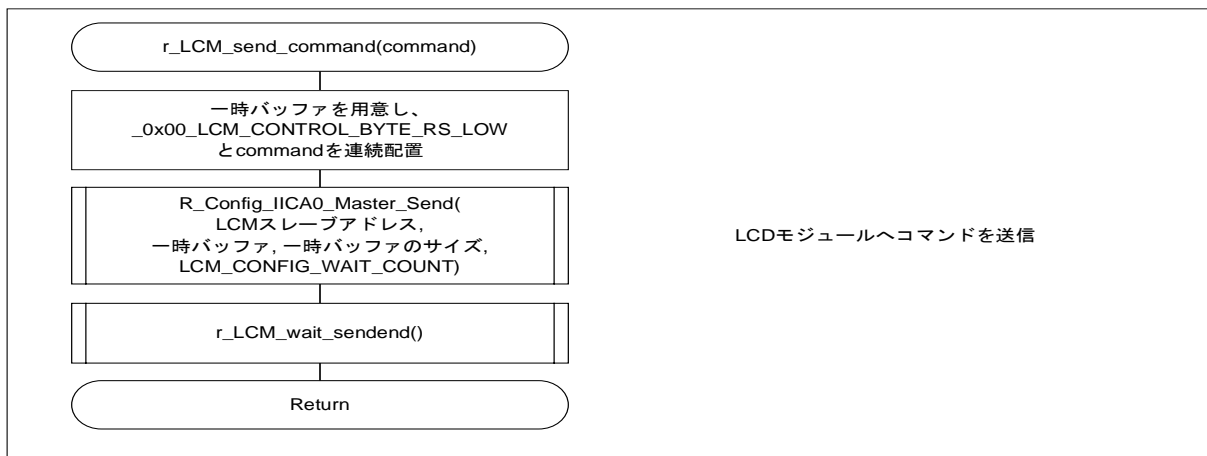 r_LCM_send_command(command)
一時バッファを用意し、
_0x00_LCM_CONTROL_BYTE_RS_LOW
とcommandを連続配置
R_Config_IICA0_Master_Send(
LCMスレーブアドレス,
一時バッファ, 一時バッファのサイズ,
LCM_CONFIG_WAIT_COUNT)
LCDモジュールへコマンドを送信
r_LCM_wait_sendend()
Return